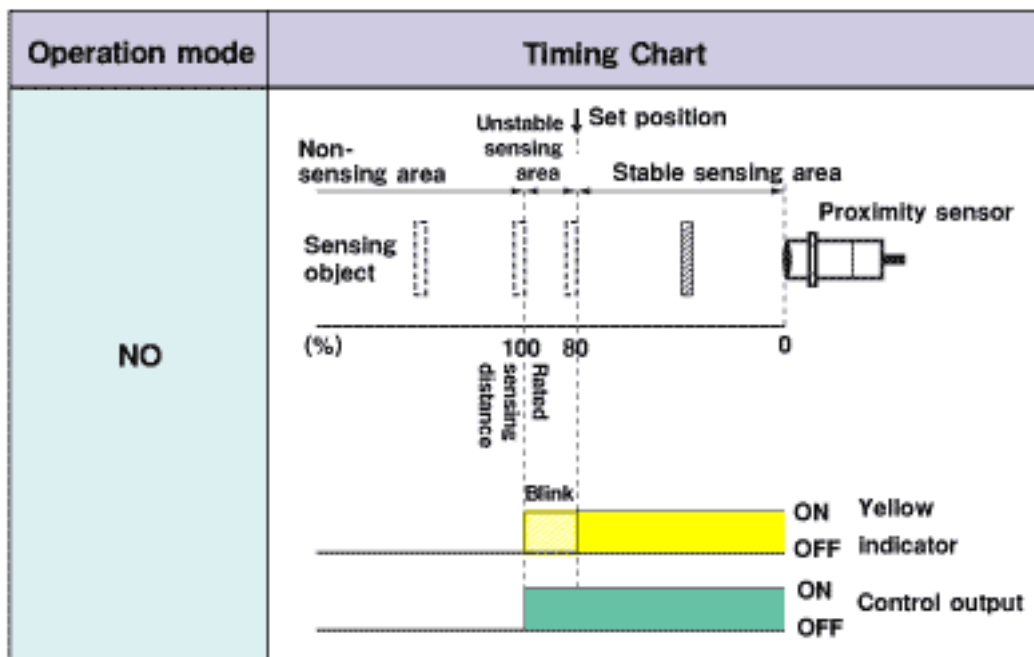 Operation mode
Timing Chart
NO
Unstable
sensing
area
Set position
Non-
sensing area
Stable sensing area
Proximity sensor
Sensing
object
(%)
100
80
0
Rated
sensing
distance
Blink
ON
OFF
Yellow
indicator
ON
OFF
Control output